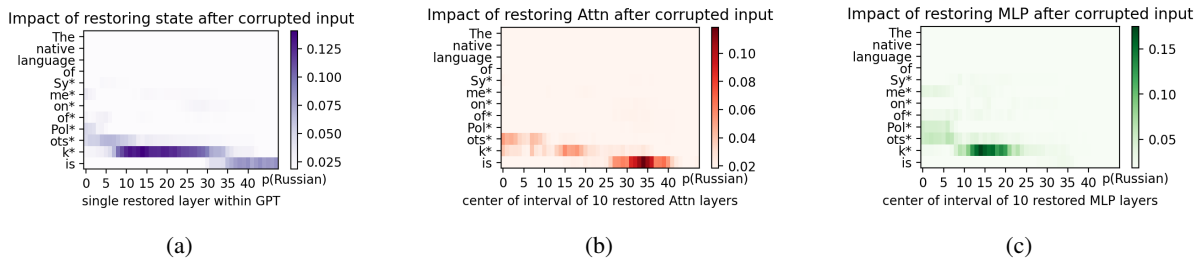 Impact of restoring state after corrupted input
The
native
language
of
Sy*
me*
on*
of*
Pol*
ots*
k*
is
0.125
0.100
0.075
0.050
0.025
0 5 10 15 20 25 30 35 40
p(Russian)
single restored layer within GPT
(a)
Impact of restoring Attn after corrupted input
The
native
language
of
Sy*
me*
on*
of*
Pol*
ots*
k*
is
0.10
0.08
0.06
0.04
0.02
0 5 10 15 20 25 30 35 40
p(Russian)
center of interval of 10 restored Attn layers
(b)
Impact of restoring MLP after corrupted input
The
native
language
of
Sy*
me*
on*
of*
Pol*
ots*
k*
is
0.15
0.10
0.05
0 5 10 15 20 25 30 35 40
p(Russian)
center of interval of 10 restored MLP layers
(c)